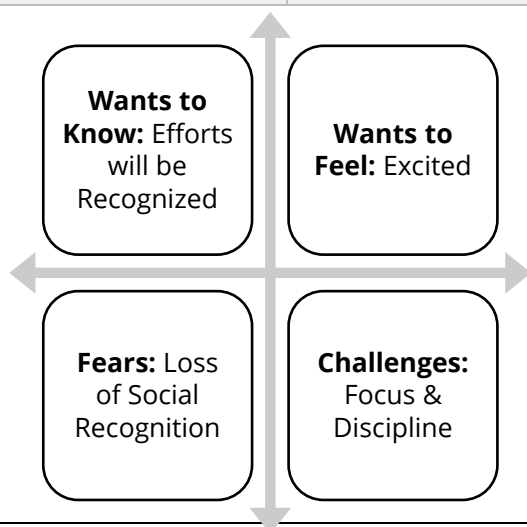 Wants to
Know: Efforts
will be
Recognized
Wants to
Feel: Excited
Fears: Loss
of Social
Recognition
Challenges:
Focus &
Discipline